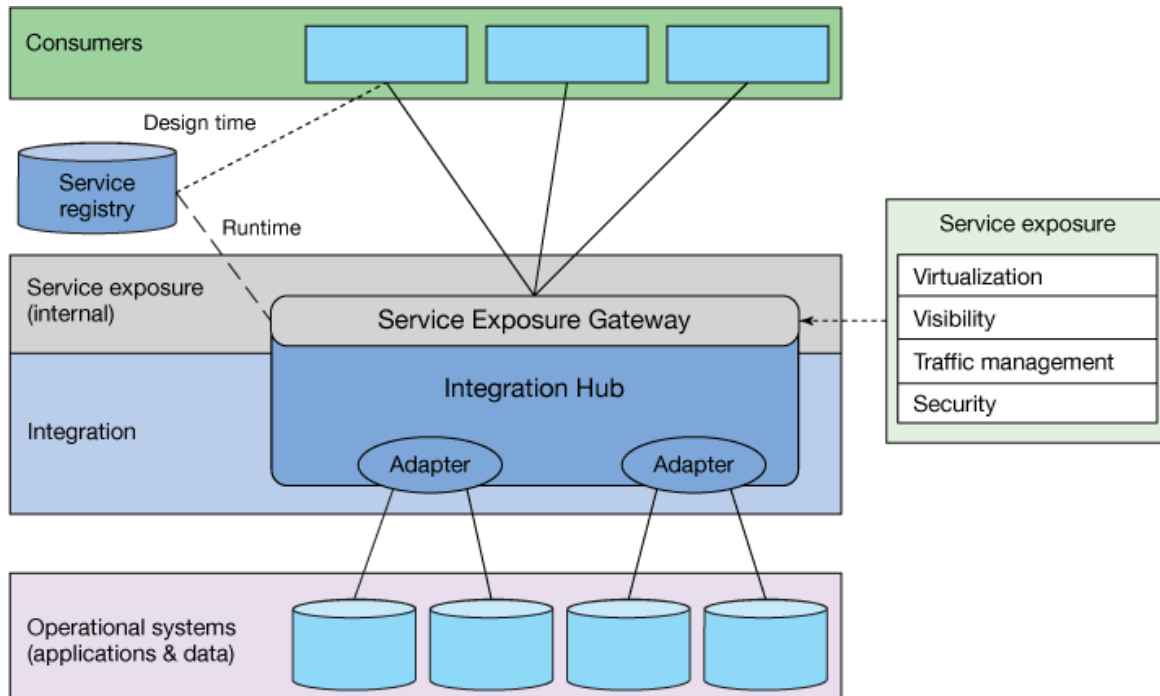 Consumers
Design time
Service
registry
Runtime
Service exposure
Virtualization
Visibility
Traffic management
Security
Service exposure
(internal)
Service Exposure Gateway
Integration Hub
Integration
Adapter
Adapter
Operational systems
(applications & data)